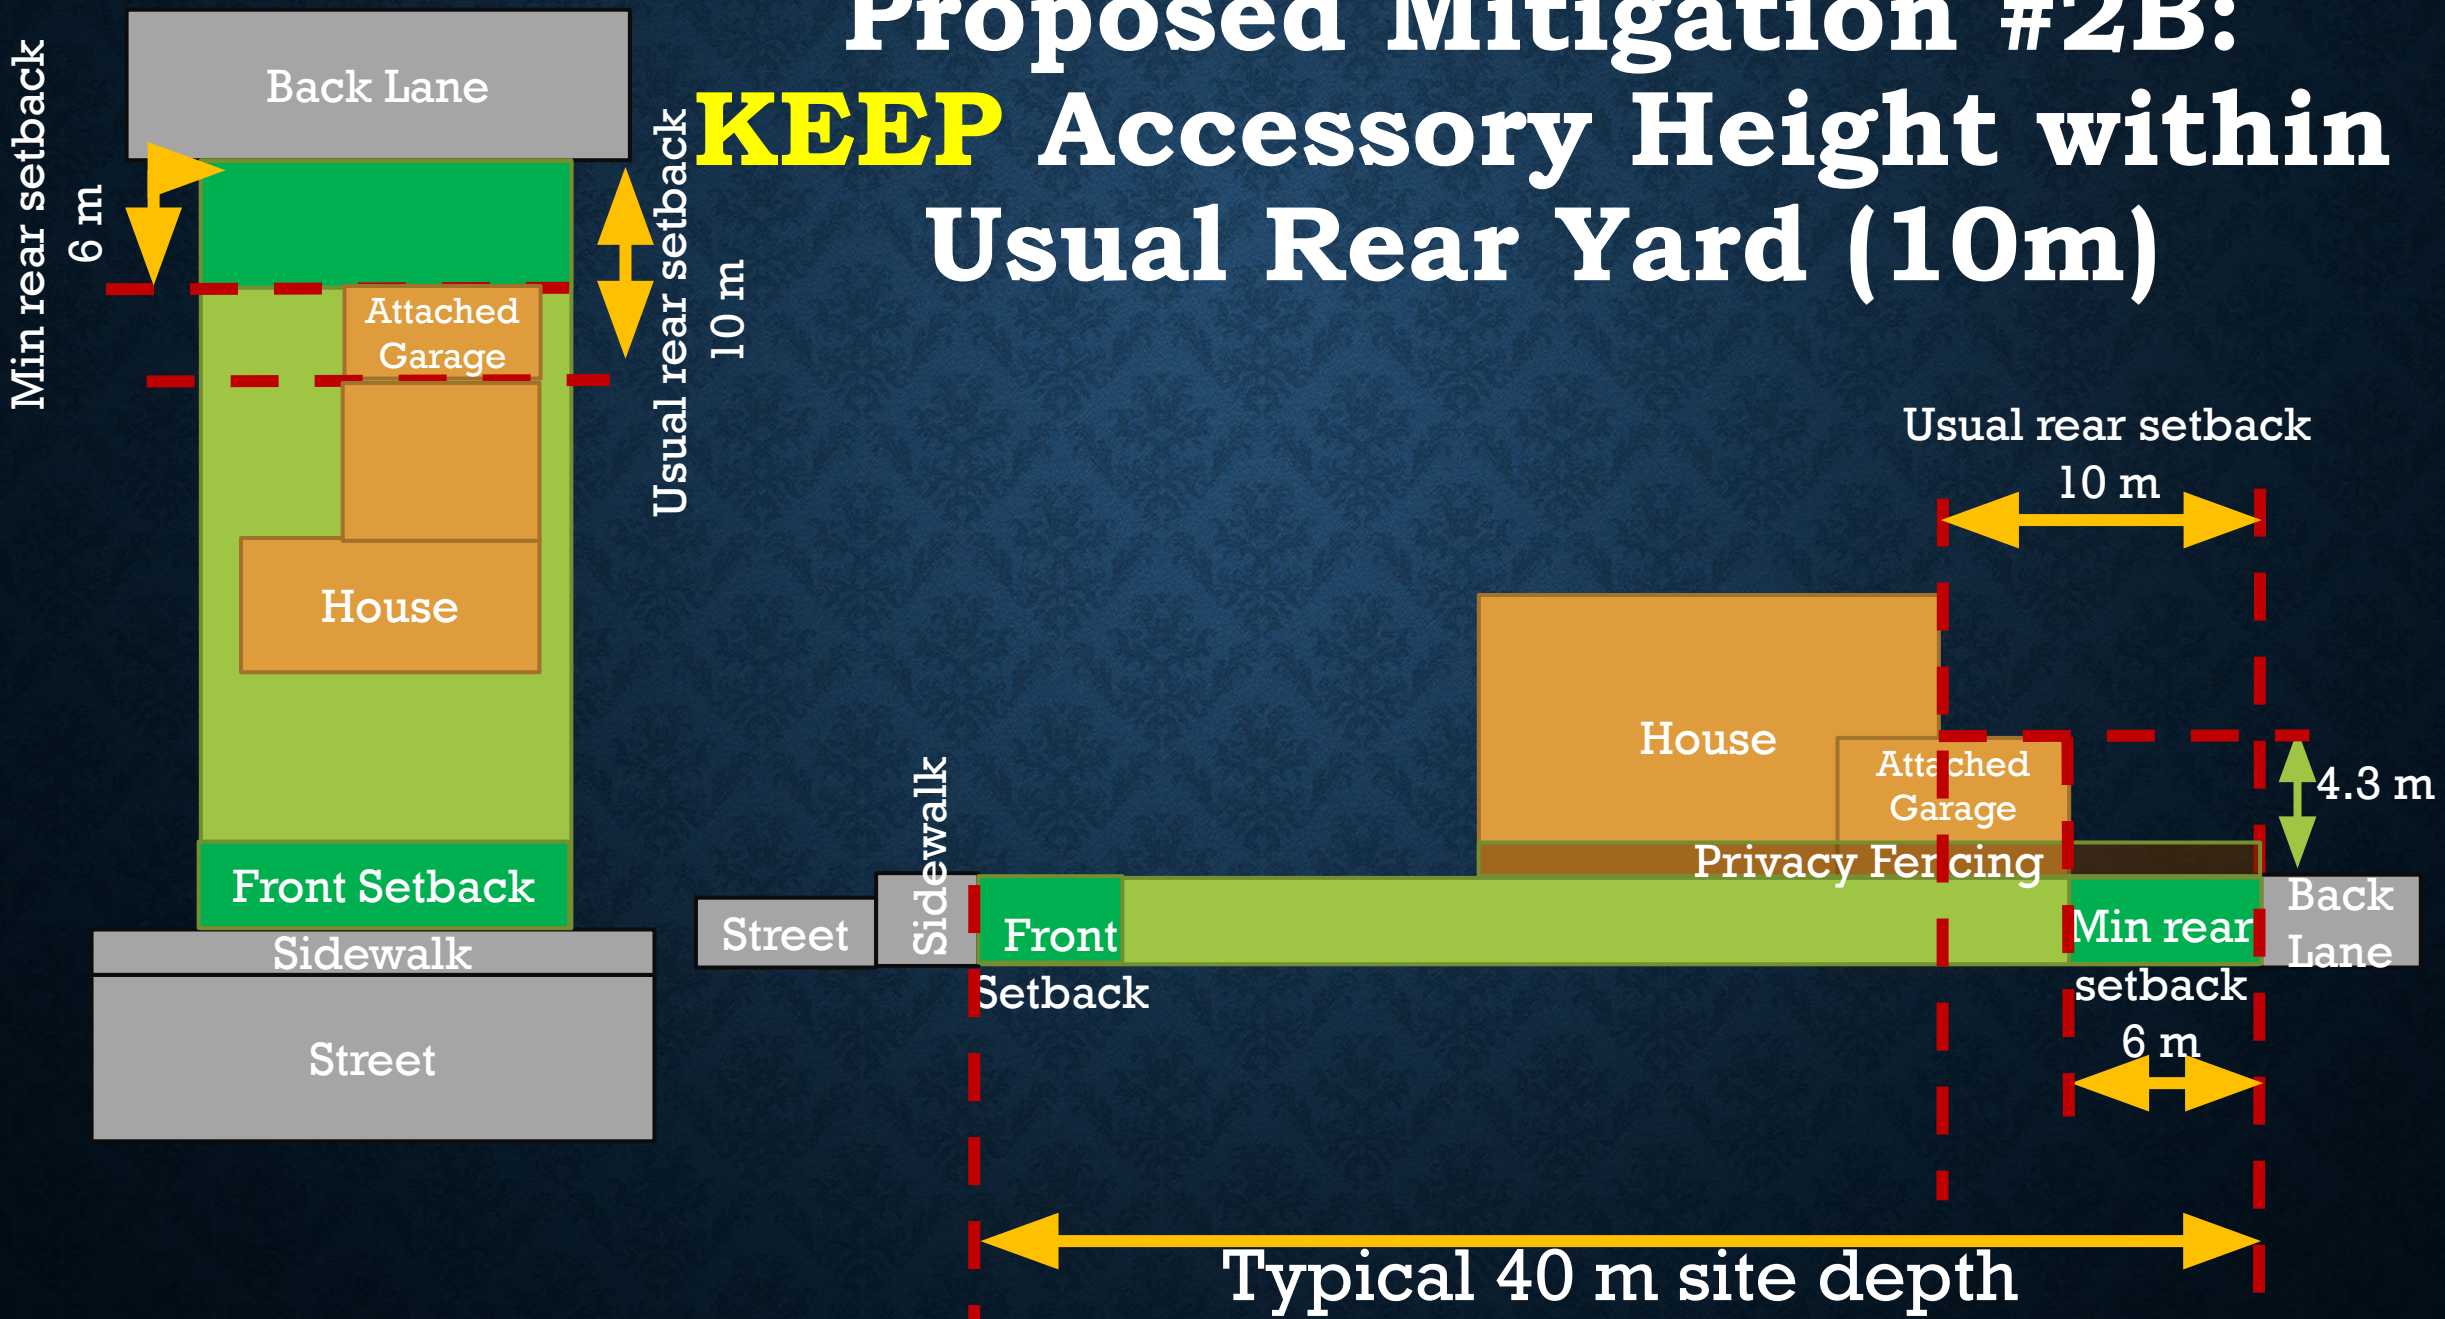 Proposed Mitigation #2B:
KEEP Accessory Height within
Usual Rear Yard (10m)
Min rear setback
6 m
Back Lane
Usual rear setback
10 m
Attached
Garage
House
Front Setback
Sidewalk
Street
Usual rear setback
10 m
House
Attached
Garage
4.3 m
Privacy Fencing
Street
Sidewalk
Front
Setback
Min rear
setback
6 m
Back
Lane
Typical 40 m site depth